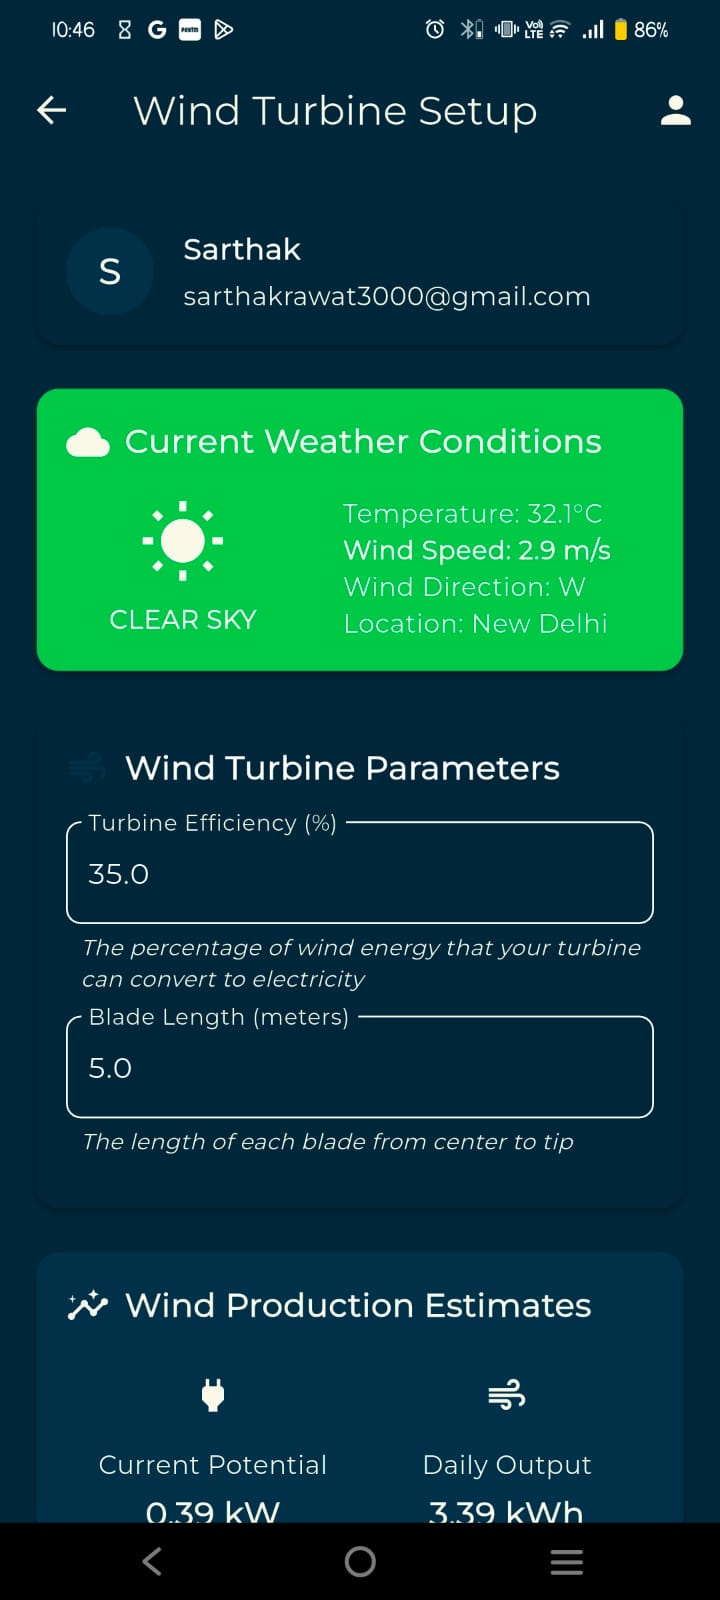 10:46 G Paytm Vo) LTE 86%
Wind Turbine Setup
S
Sarthak
sarthakrawat3000@gmail.com
Current Weather Conditions
CLEAR SKY
Temperature: 32.1°C
Wind Speed: 2.9 m/s
Wind Direction: W
Location: New Delhi
Wind Turbine Parameters
Turbine Efficiency (%)
35.0
The percentage of wind energy that your turbine
can convert to electricity
Blade Length (meters)
5.0
The length of each blade from center to tip
Wind Production Estimates
Current Potential Daily Output
0.39 kW 3.39 kWh